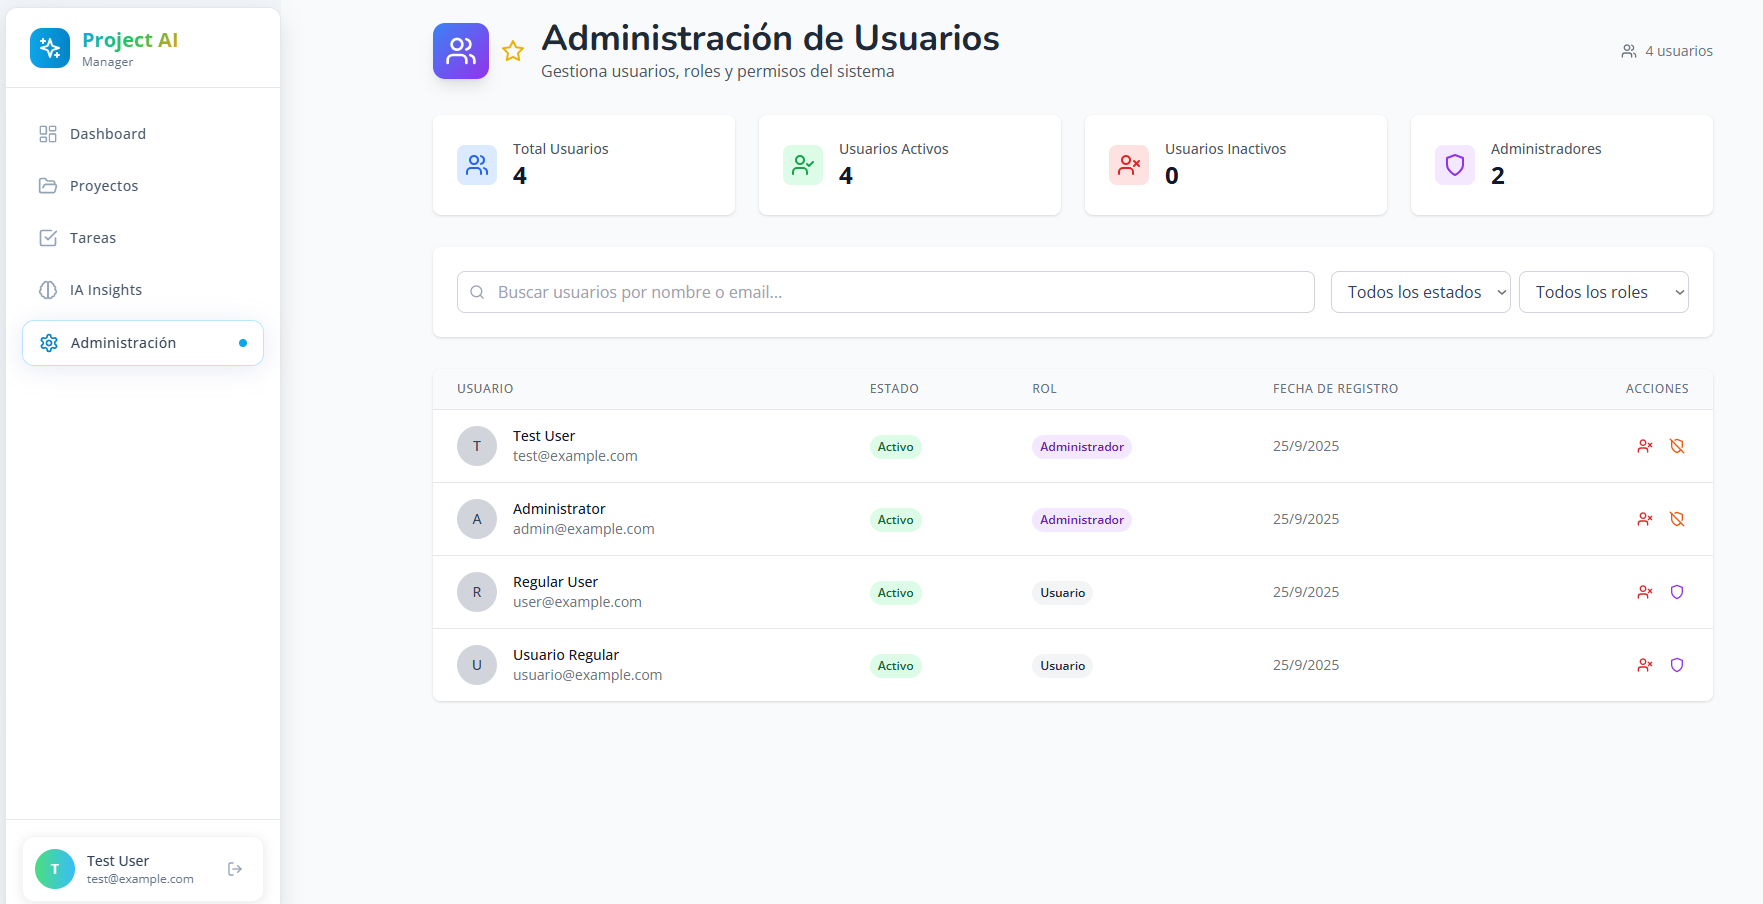 Project AI
Manager
Dashboard
Proyectos
Tareas
IA Insights
Administración
T
Test User
test@example.com
Administración de Usuarios
Gestiona usuarios, roles y permisos del sistema
4 usuarios
Total Usuarios
4
Usuarios Activos
4
Usuarios Inactivos
0
Administradores
2
Buscar usuarios por nombre o email...
Todos los estados
Todos los roles
USUARIO ESTADO ROL FECHA DE REGISTRO ACCIONES
T
Test User
test@example.com
Activo
Administrador
25/9/2025
A
Administrator
admin@example.com
Activo
Administrador
25/9/2025
R
Regular User
user@example.com
Activo
Usuario
25/9/2025
U
Usuario Regular
usuario@example.com
Activo
Usuario
25/9/2025